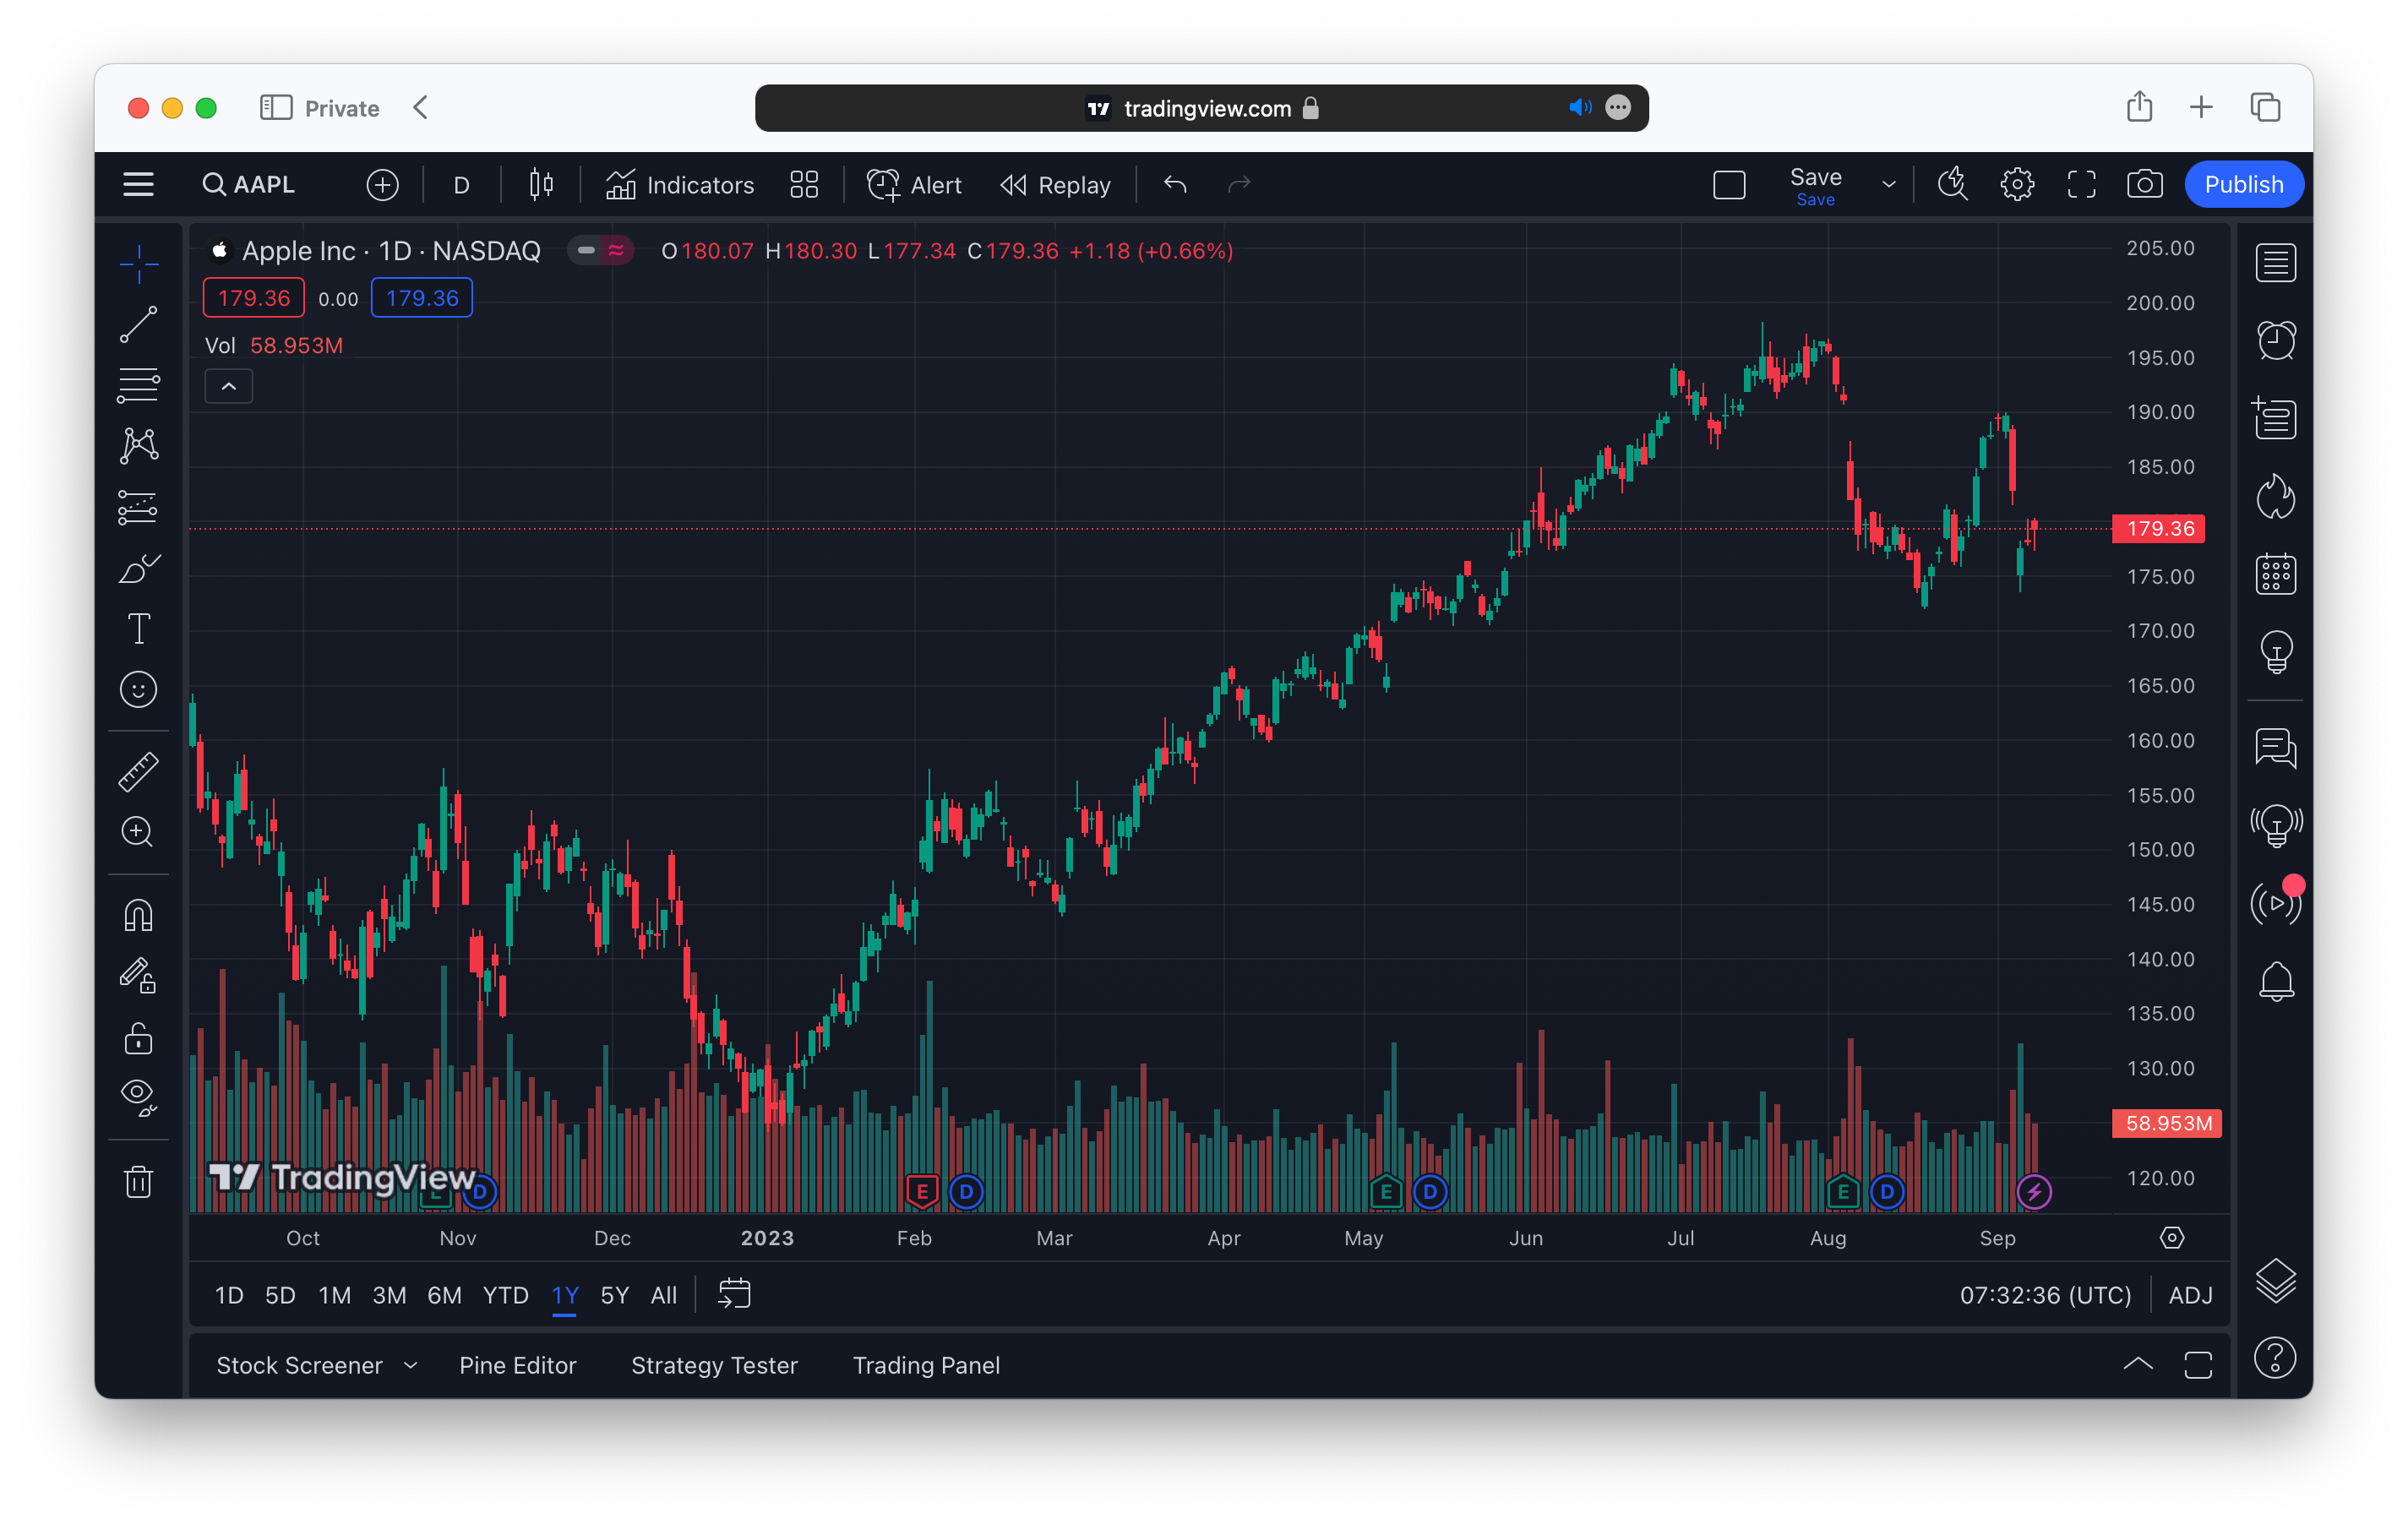 Private
tradingview.com
AAPL D Indicators Alert Replay Save Publish
Save
Apple Inc · 1D · NASDAQ O180.07 H180.30 L177.34 C179.36 +1.18 (+0.66%)
179.36 0.00 179.36
Vol 58.953M
205.00
200.00
195.00
190.00
185.00
179.36
175.00
170.00
165.00
160.00
155.00
150.00
145.00
140.00
135.00
130.00
58.953M
120.00
TradingView
E D E D E D E D
Oct Nov Dec 2023 Feb Mar Apr May Jun Jul Aug Sep
1D 5D 1M 3M 6M YTD 1Y 5Y All 07:32:36 (UTC) ADJ
Stock Screener Pine Editor Strategy Tester Trading Panel